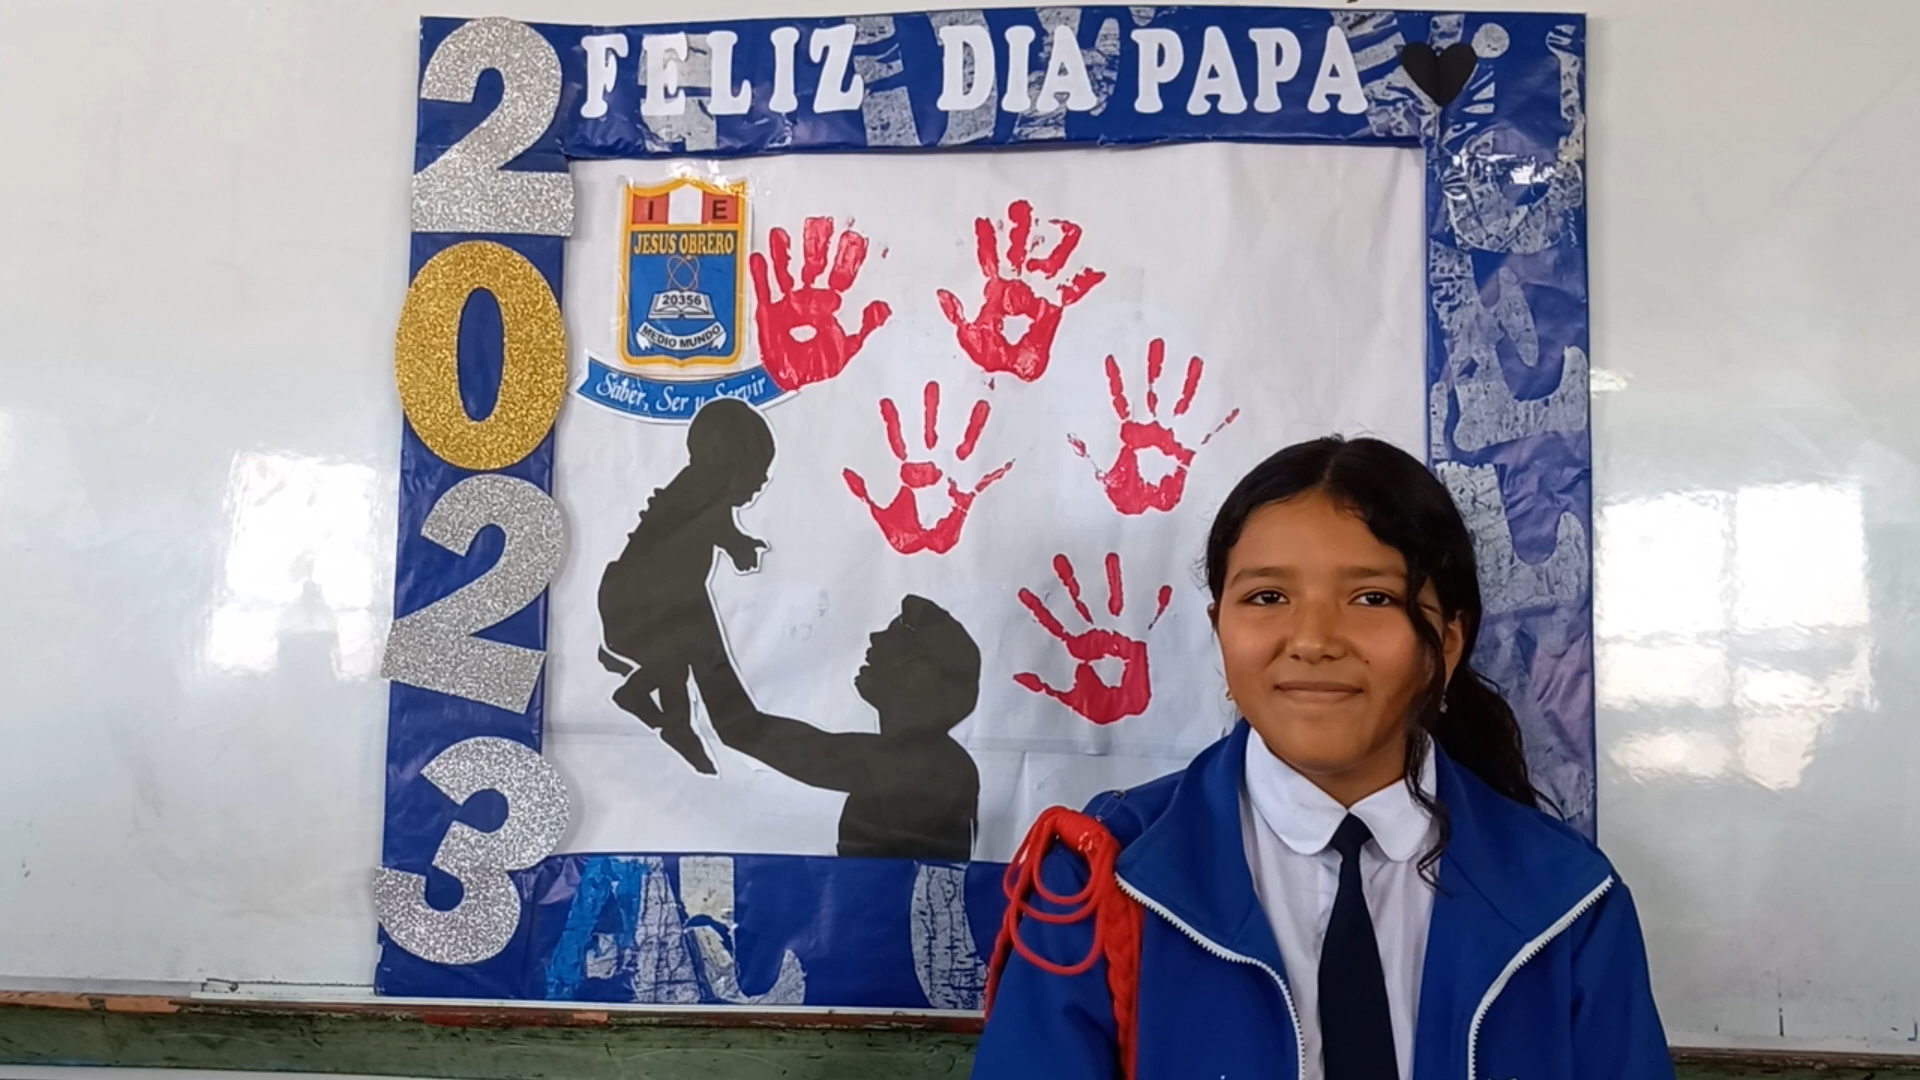 FELIZ DIA PAPA
2023
I E
JESUS OBRERO
20356
MEDIO MUNDO
Saber, Ser y Servir